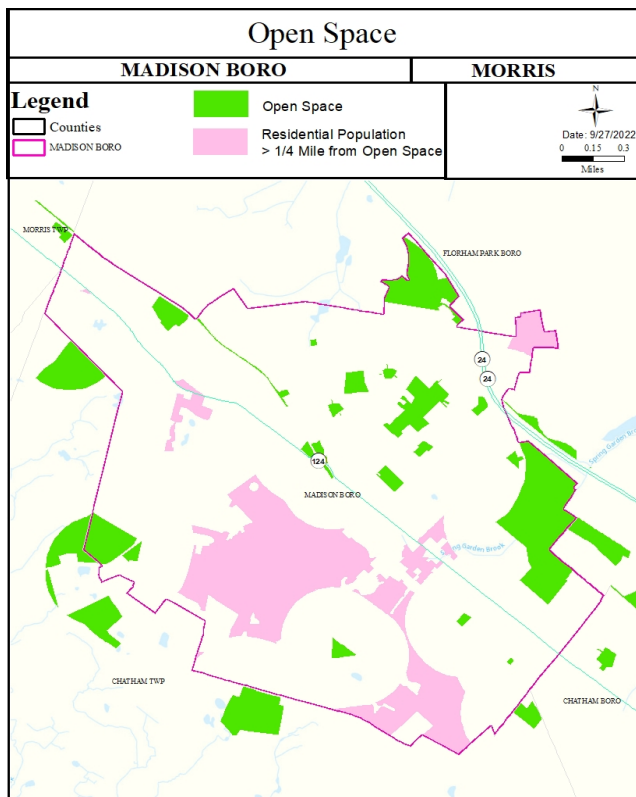 Open Space
MADISON BORO
MORRIS
Legend
Counties
MADISON BORO
Open Space
Residential Population
> 1/4 Mile from Open Space
N
Date: 9/27/2022
0 0.15 0.3
Miles
MORRIS TWP
FLORHAM PARK BORO
24
24
Spring Garden
124
MADISON BORO
Spring Garden Brook
CHATHAM TWP
CHATHAM BORO